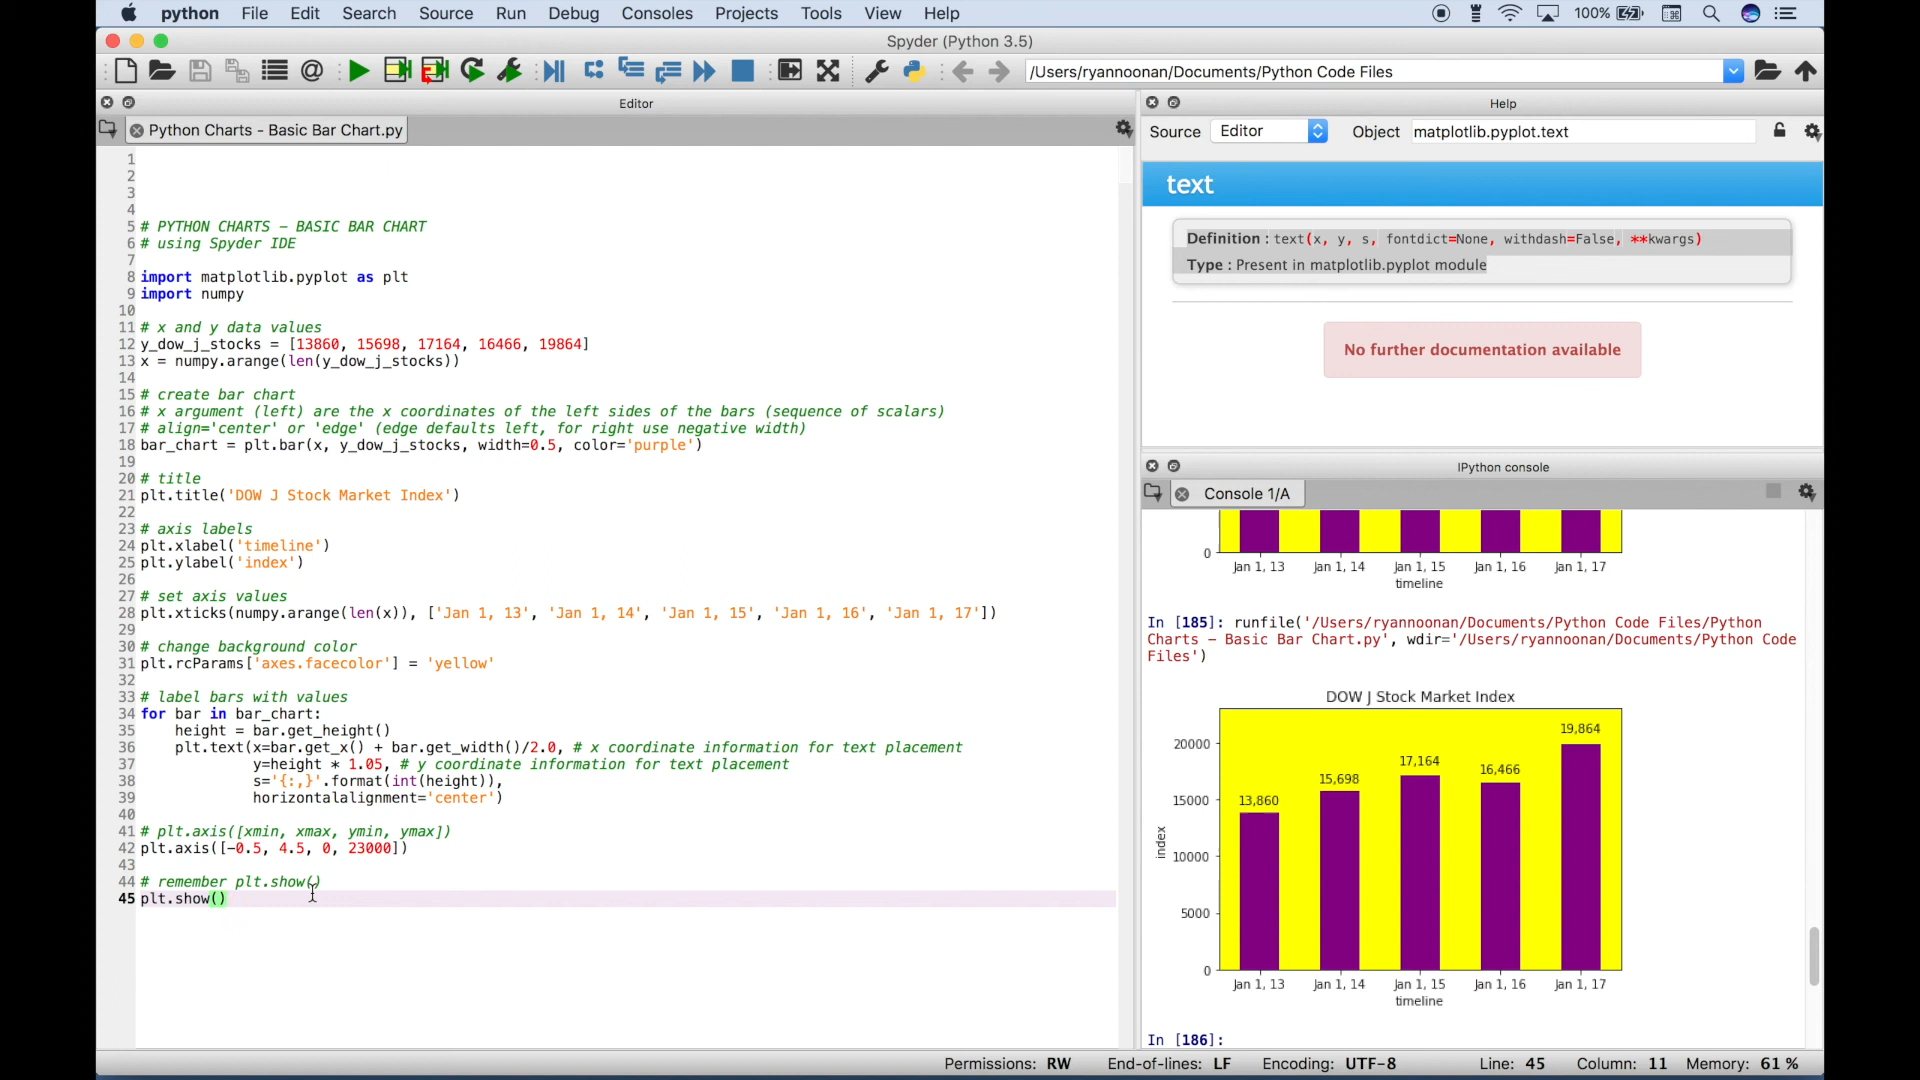 python File Edit Search Source Run Debug Consoles Projects Tools View Help 100%
Spyder (Python 3.5)
/Users/ryannoonan/Documents/Python Code Files
Editor
Python Charts - Basic Bar Chart.py
1
2
3
4
5 # PYTHON CHARTS – BASIC BAR CHART
6 # using Spyder IDE
7
8 import matplotlib.pyplot as plt
9 import numpy
10
11 # x and y data values
12 y_dow_j_stocks = [13860, 15698, 17164, 16466, 19864]
13 x = numpy.arange(len(y_dow_j_stocks))
14
15 # create bar chart
16 # x argument (left) are the x coordinates of the left sides of the bars (sequence of scalars)
17 # align='center' or 'edge' (edge defaults left, for right use negative width)
18 bar_chart = plt.bar(x, y_dow_j_stocks, width=0.5, color='purple')
19
20 # title
21 plt.title('DOW J Stock Market Index')
22
23 # axis labels
24 plt.xlabel('timeline')
25 plt.ylabel('index')
26
27 # set axis values
28 plt.xticks(numpy.arange(len(x)), ['Jan 1, 13', 'Jan 1, 14', 'Jan 1, 15', 'Jan 1, 16', 'Jan 1, 17'])
29
30 # change background color
31 plt.rcParams['axes.facecolor'] = 'yellow'
32
33 # label bars with values
34 for bar in bar_chart:
35 height = bar.get_height()
36 plt.text(x=bar.get_x() + bar.get_width()/2.0, # x coordinate information for text placement
37 y=height * 1.05, # y coordinate information for text placement
38 s='{:,}'.format(int(height)),
39 horizontalalignment='center')
40
41 # plt.axis([xmin, xmax, ymin, ymax])
42 plt.axis([-0.5, 4.5, 0, 23000])
43
44 # remember plt.show()
45 plt.show()
Help
Source Editor Object matplotlib.pyplot.text
text
Definition : text(x, y, s, fontdict=None, withdash=False, **kwargs)
Type : Present in matplotlib.pyplot module
No further documentation available
IPython console
Console 1/A
0
Jan 1, 13 Jan 1, 14 Jan 1, 15 Jan 1, 16 Jan 1, 17
timeline
In [185]: runfile('/Users/ryannoonan/Documents/Python Code Files/Python
Charts – Basic Bar Chart.py', wdir='/Users/ryannoonan/Documents/Python Code
Files')
DOW J Stock Market Index
19,864
20000
17,164
16,466
15,698
15000
13,860
index
10000
5000
0
Jan 1, 13 Jan 1, 14 Jan 1, 15 Jan 1, 16 Jan 1, 17
timeline
In [186]:
Permissions: RW End-of-lines: LF Encoding: UTF-8 Line: 45 Column: 11 Memory: 61 %